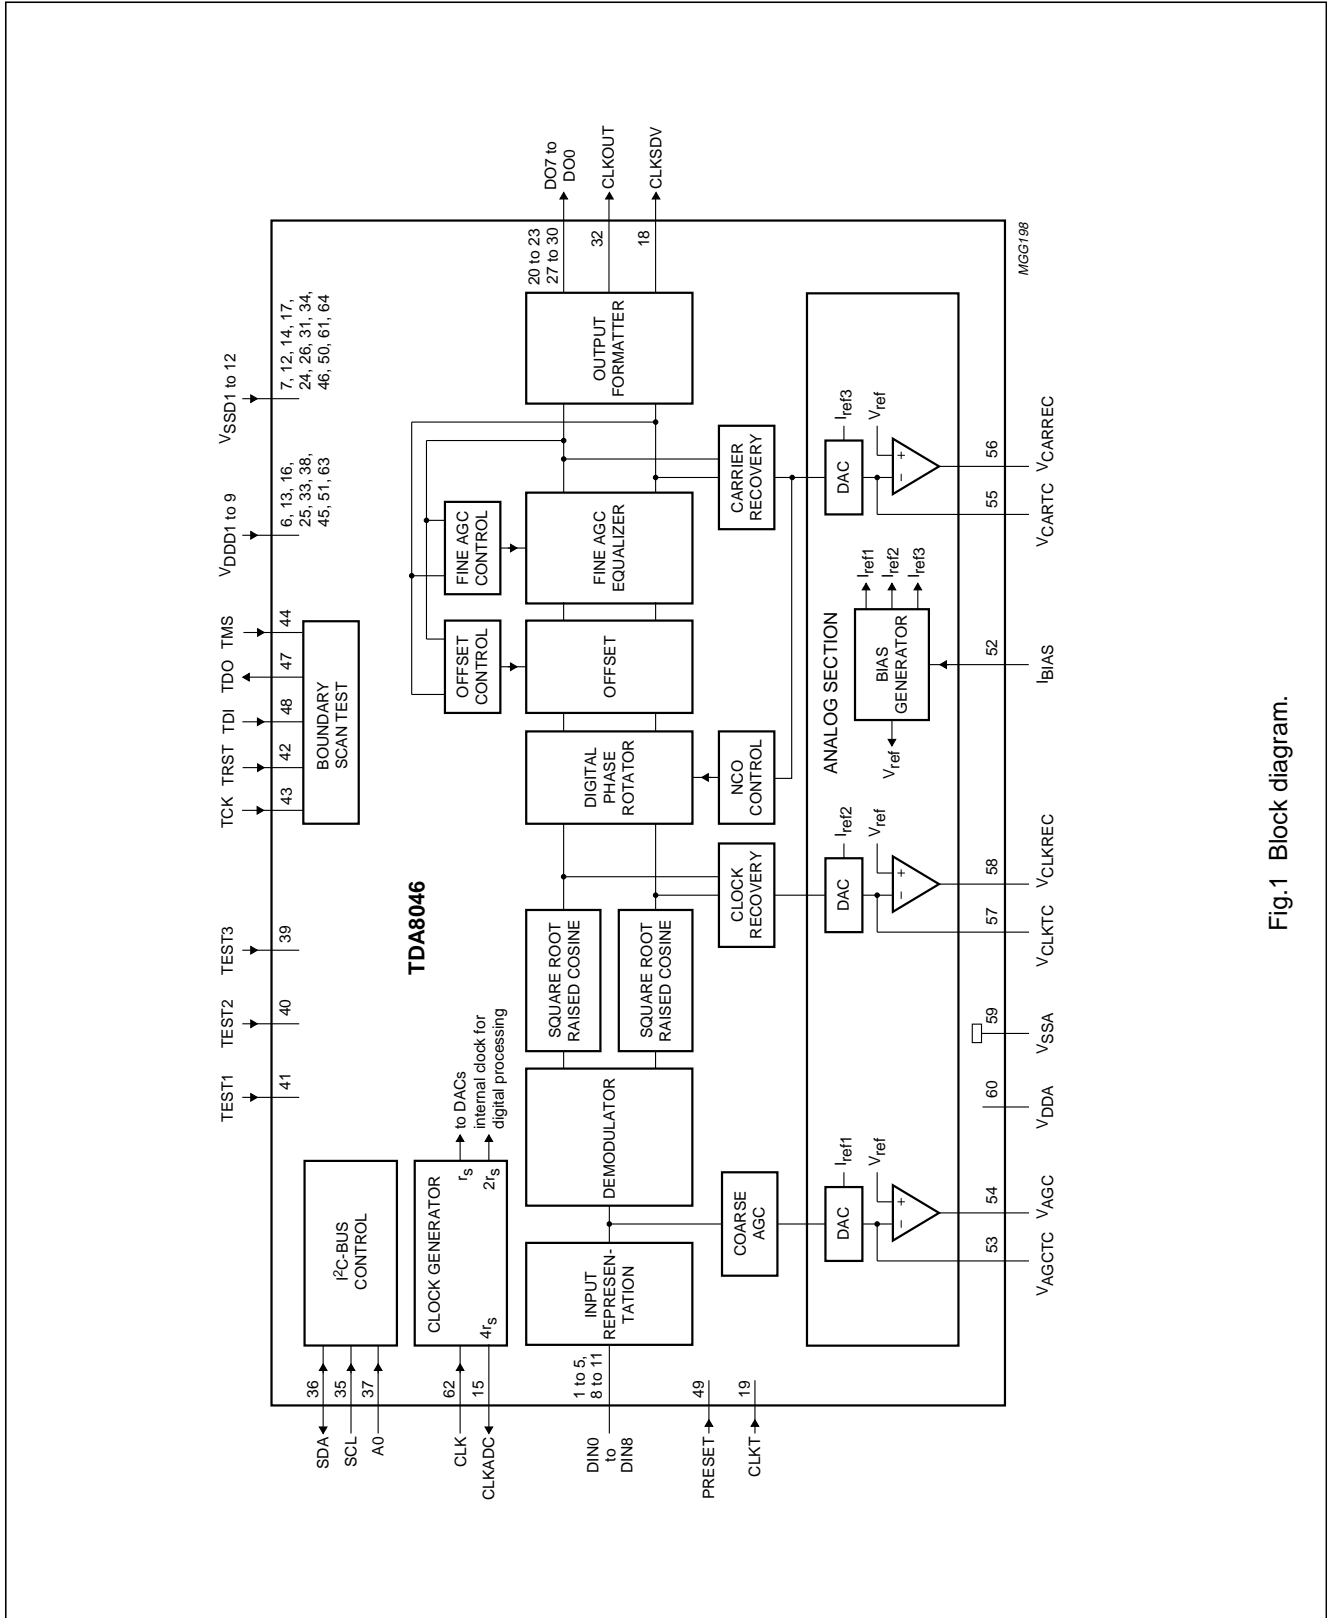 VSSD1 to 12
7, 12, 14, 17,
24, 26, 31, 34,
46, 50, 61, 64
VDDD1 to 9
6, 13, 16,
25, 33, 38,
45, 51, 63
TEST1
41
TEST2
40
TEST3
39
TCK
43
TRST
42
TDI
48
TDO
47
TMS
44
BOUNDARY
SCAN TEST
TDA8046
SDA
36
SCL
35
A0
37
I2C-BUS
CONTROL
CLK
62
CLKADC
15
CLOCK GENERATOR
4rs
rs
2rs
to DACs
internal clock for
digital processing
DIN0
to
DIN8
1 to 5,
8 to 11
INPUT
REPRESEN-
TATION
DEMODULATOR
SQUARE ROOT
RAISED COSINE
SQUARE ROOT
RAISED COSINE
DIGITAL
PHASE
ROTATOR
OFFSET
CONTROL
OFFSET
FINE AGC
CONTROL
FINE AGC
EQUALIZER
OUTPUT
FORMATTER
20 to 23
27 to 30
DO7 to
DO0
32
CLKOUT
18
CLKSDV
PRESET
49
CLKT
19
COARSE
AGC
CLOCK
RECOVERY
NCO
CONTROL
CARRIER
RECOVERY
ANALOG SECTION
DAC
Iref1
Vref
+
−
DAC
Iref2
Vref
+
−
Vref
BIAS
GENERATOR
Iref1
Iref2
Iref3
DAC
Iref3
Vref
+
−
53
VAGCTC
54
VAGC
60
VDDA
59
VSSA
57
VCLKTC
58
VCLKREC
52
IBIAS
55
VCARTC
56
VCARREC
MGG198
Fig.1 Block diagram.